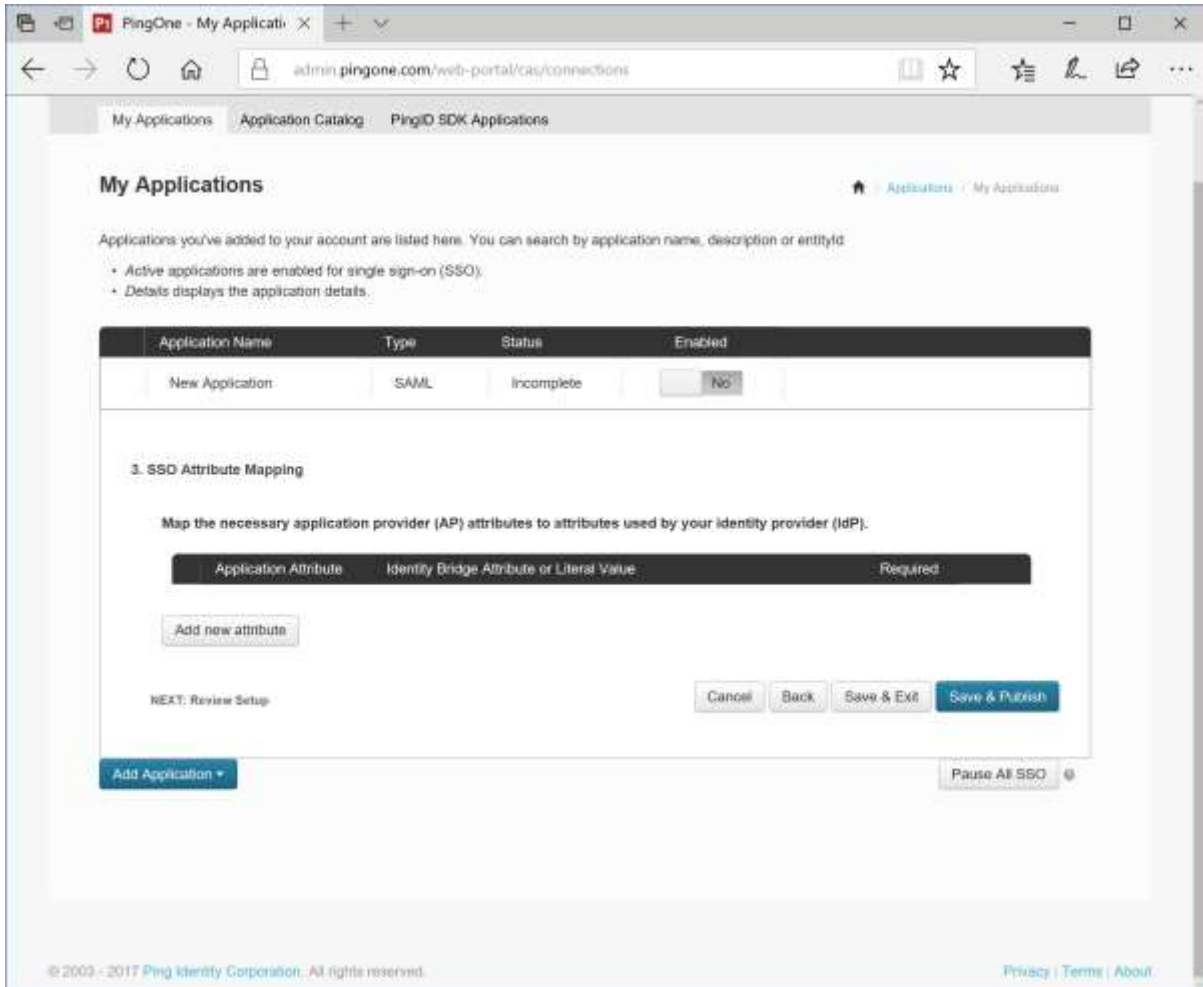 PingOne - My Applicati
admin.pingone.com/web-portal/cas/connections
My Applications Application Catalog PingID SDK Applications
My Applications
Applications / My Applications
Applications you've added to your account are listed here. You can search by application name, description or entityId
• Active applications are enabled for single sign-on (SSO).
• Details displays the application details.
Application Name Type Status Enabled
New Application SAML Incomplete No
3. SSO Attribute Mapping
Map the necessary application provider (AP) attributes to attributes used by your identity provider (IdP).
Application Attribute Identity Bridge Attribute or Literal Value Required
Add new attribute
NEXT: Review Setup Cancel Back Save & Exit Save & Publish
Add Application Pause All SSO
© 2003 - 2017 Ping Identity Corporation. All rights reserved. Privacy | Terms | About